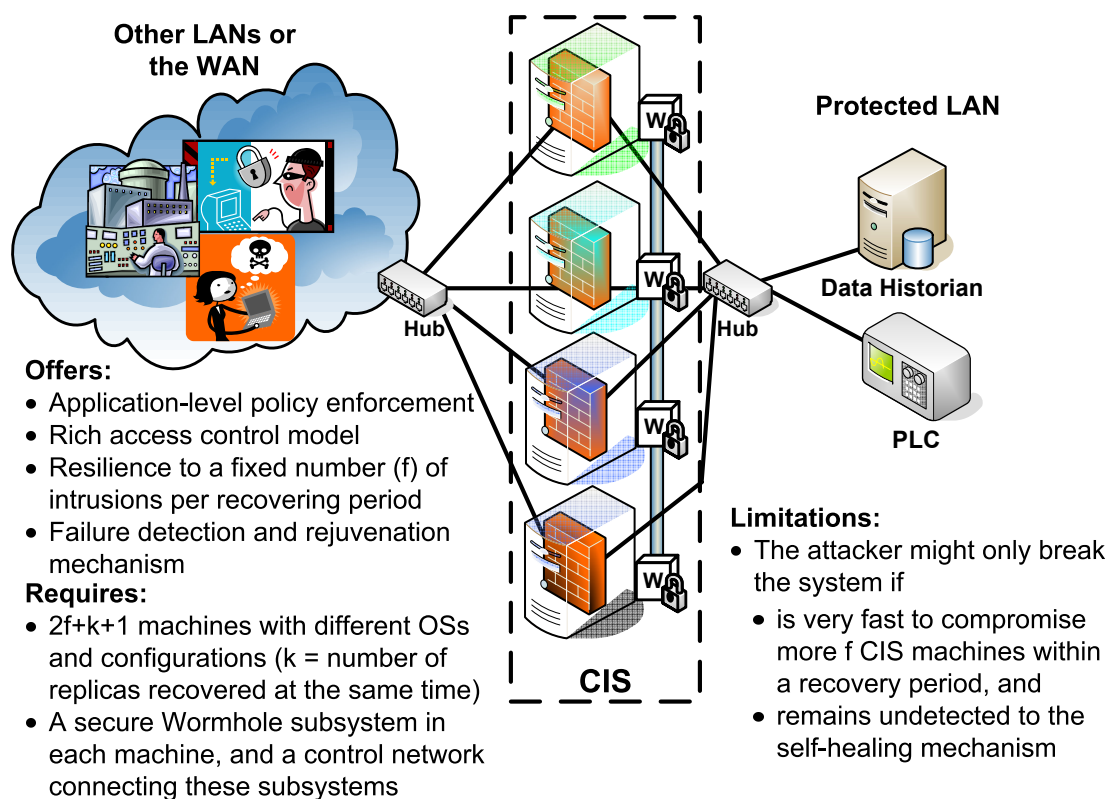 Other LANs or
the WAN
Protected LAN
W
W
W
W
Hub
Hub
Data Historian
PLC
CIS
Offers:
• Application-level policy enforcement
• Rich access control model
• Resilience to a fixed number (f) of
intrusions per recovering period
• Failure detection and rejuvenation
mechanism
Requires:
• 2f+k+1 machines with different OSs
and configurations (k = number of
replicas recovered at the same time)
• A secure Wormhole subsystem in
each machine, and a control network
connecting these subsystems
Limitations:
• The attacker might only break
the system if
• is very fast to compromise
more f CIS machines within
a recovery period, and
• remains undetected to the
self-healing mechanism